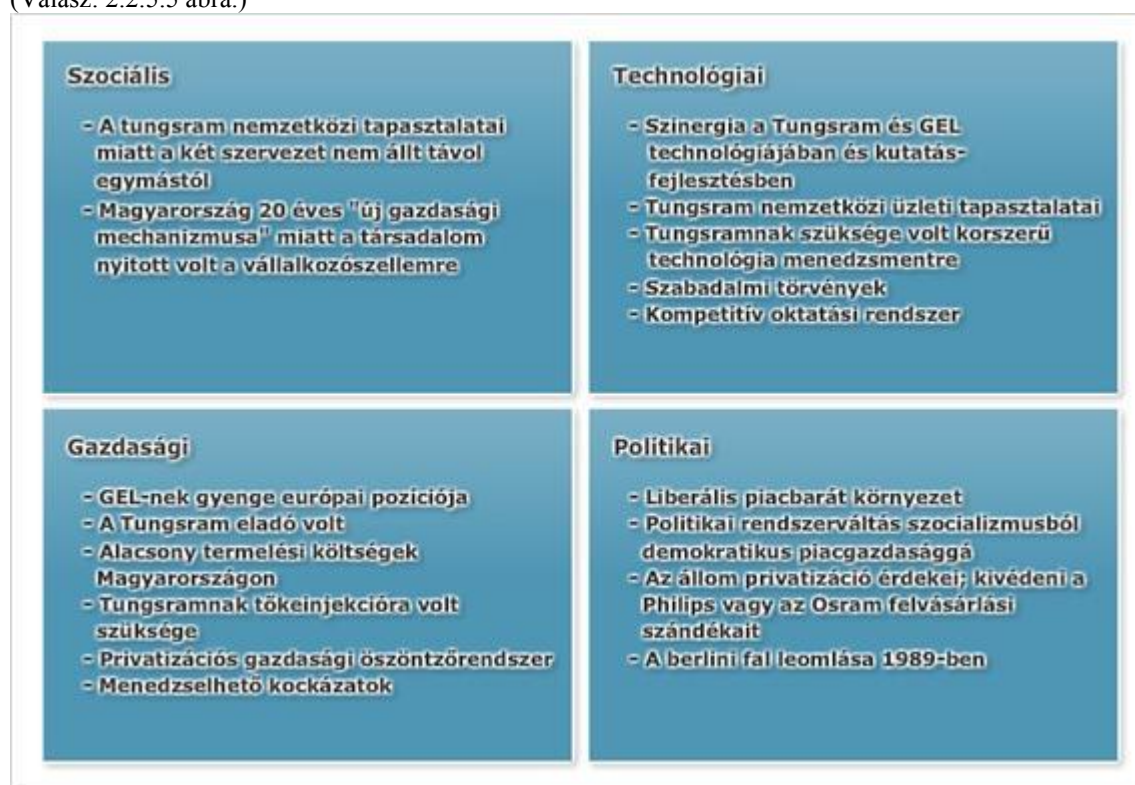 (Válasz: 2.2.5.5 ábra.)
Szociális
- A tungsram nemzetközi tapasztalatai
miatt a két szervezet nem állt távol
egymástól
- Magyarország 20 éves "új gazdasági
mechanizmusa" miatt a társadalom
nyitott volt a vállalkozószellemre
Technológiai
- Szinergia a Tungsram és GEL
technológiájában és kutatás-
fejlesztésben
- Tungsram nemzetközi üzleti tapasztalatai
- Tungsramnak szüksége volt korszerű
technológia menedzsmentre
- Szabadalmi törvények
- Kompetitív oktatási rendszer
Gazdasági
- GEL-nek gyenge európai pozíciója
- A Tungsram eladó volt
- Alacsony termelési költségek
Magyarországon
- Tungsramnak tőkeinjekcióra volt
szüksége
- Privatizációs gazdasági öszöntzőrendszer
- Menedzselhető kockázatok
Politikai
- Liberális piacbarát környezet
- Politikai rendszerváltás szocializmusból
demokratikus piacgazdasággá
- Az állom privatizáció érdekei; kivédeni a
Philips vagy az Osram felvásárlási
szándékait
- A berlini fal leomlása 1989-ben